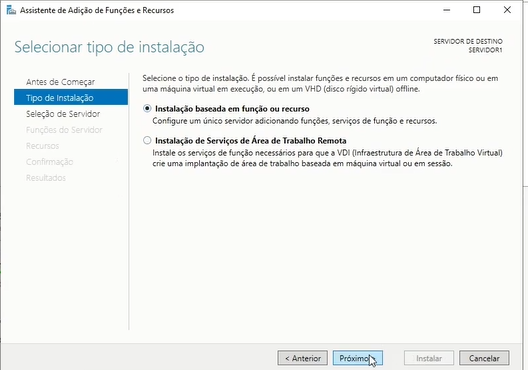 Assistente de Adição de Funções e Recursos
Selecionar tipo de instalação
SERVIDOR DE DESTINO
SERVIDOR1
Antes de Começar
Tipo de Instalação
Seleção de Servidor
Funções do Servidor
Recursos
Confirmação
Resultados
Selecione o tipo de instalação. É possível instalar funções e recursos em um computador físico ou em
uma máquina virtual em execução, ou em um VHD (disco rígido virtual) offline.
Instalação baseada em função ou recurso
Configure um único servidor adicionando funções, serviços de função e recursos.
Instalação de Serviços de Área de Trabalho Remota
Instale os serviços de função necessários para que a VDI (Infraestrutura de Área de Trabalho Virtual)
crie uma implantação de área de trabalho baseada em máquina virtual ou em sessão.
< Anterior
Próximo >
Instalar
Cancelar